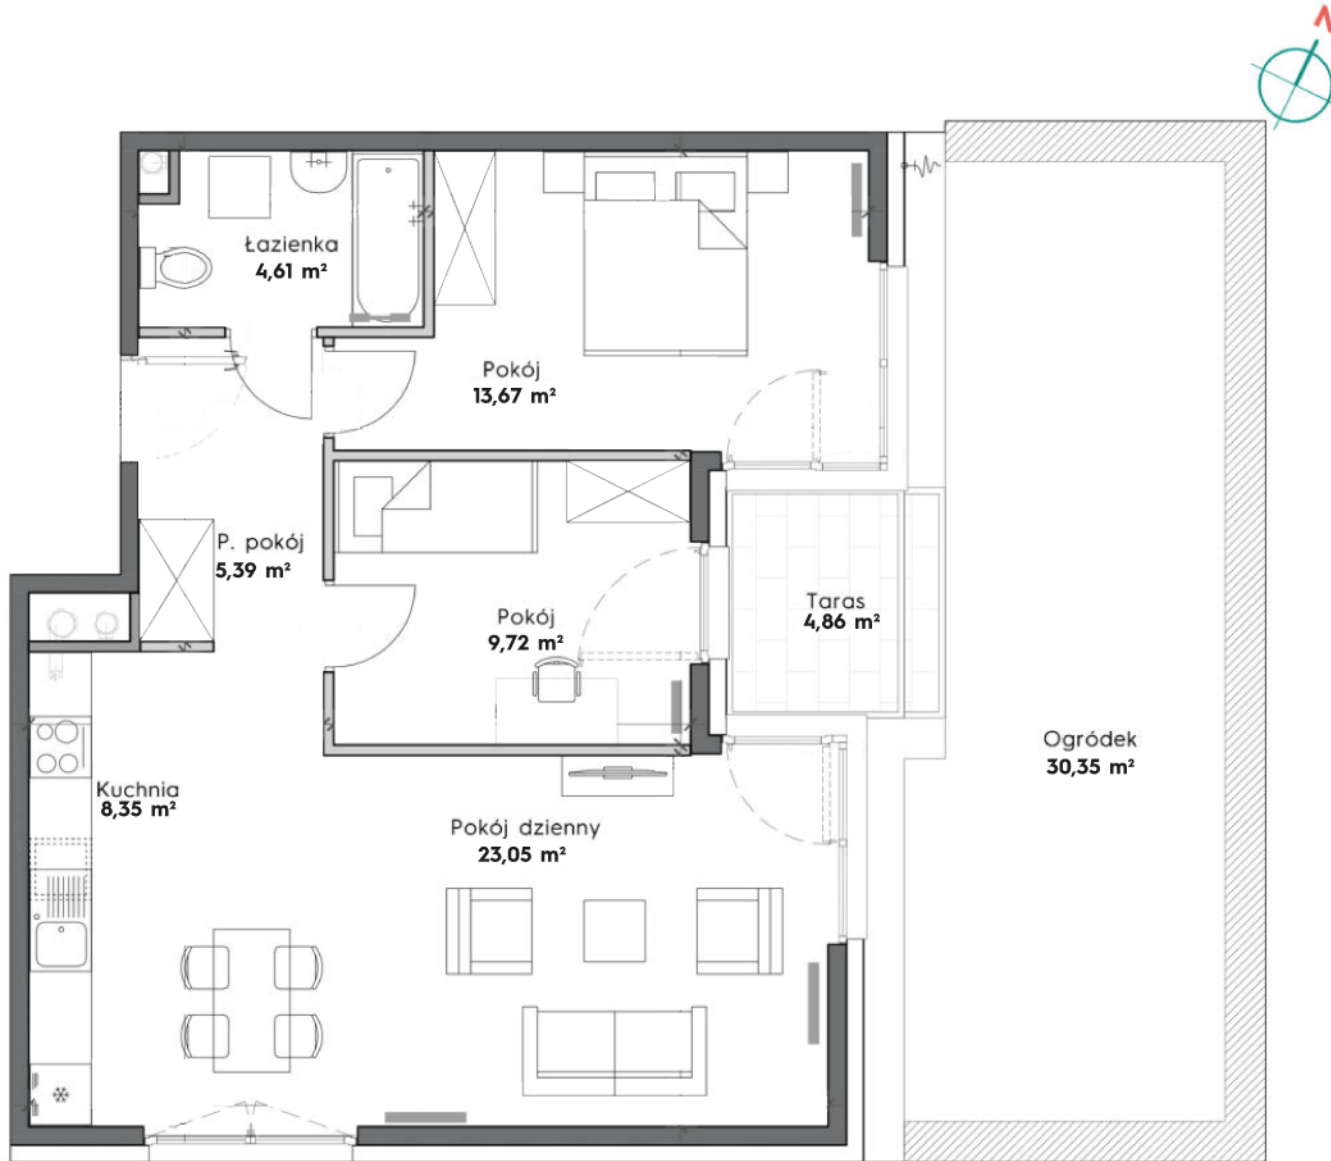 Łazienka
4,61 m²
Pokój
13,67 m²
P. pokój
5,39 m²
Pokój
9,72 m²
Taras
4,86 m²
Ogródek
30,35 m²
Kuchnia
8,35 m²
Pokój dzienny
23,05 m²